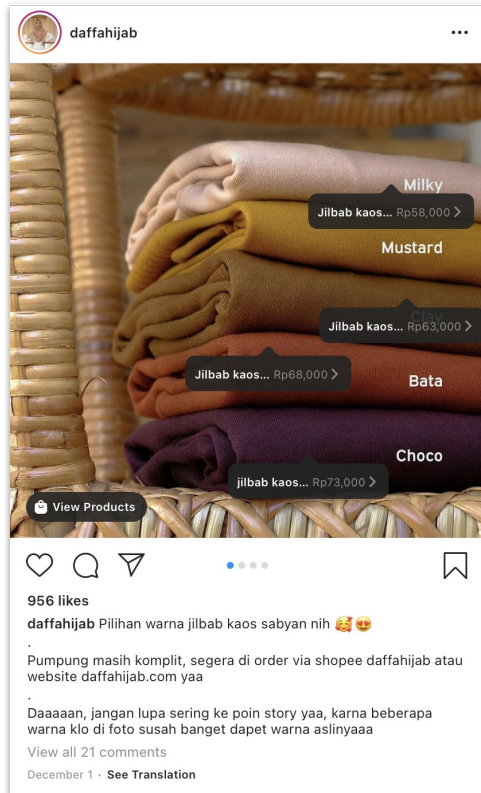 daffahijab
Milky
Jilbab kaos... Rp58,000
Mustard
Clay
Jilbab kaos... Rp63,000
Jilbab kaos... Rp68,000
Bata
Choco
jilbab kaos... Rp73,000
View Products
956 likes
daffahijab Pilihan warna jilbab kaos sabyan nih 🥰😍
.
Pumpung masih komplit, segera di order via shopee daffahijab atau
website daffahijab.com yaa
.
Daaaaan, jangan lupa sering ke poin story yaa, karna beberapa
warna klo di foto susah banget dapet warna aslinyaaa
View all 21 comments
December 1 · See Translation